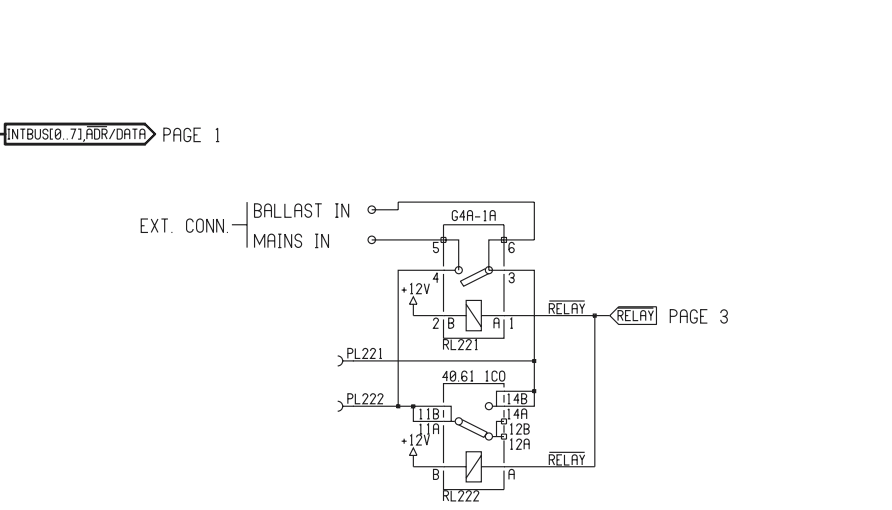 INTBUS[0..7],ADR/DATA PAGE 1
EXT. CONN.
BALLAST IN
MAINS IN
G4A-1A
5 6
4 3
+12V
2 B A 1
RELAY
RELAY PAGE 3
RL221
PL221
40.61 1CO
PL222
14B
11B 14A
11A 12B
+12V 12A
RELAY
B A
RL222